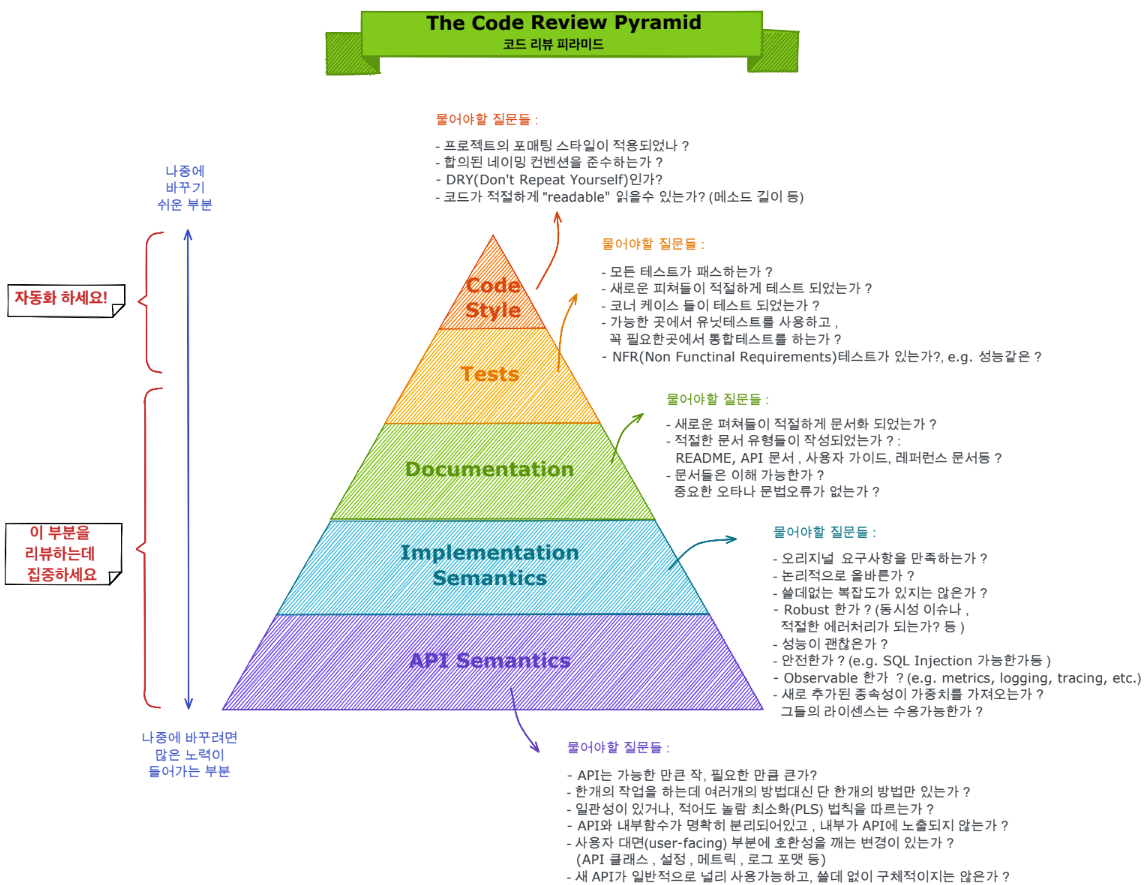 The Code Review Pyramid
코드 리뷰 피라미드
물어야할 질문들 :
- 프로젝트의 포매팅 스타일이 적용되었나 ?
- 합의된 네이밍 컨벤션을 준수하는가 ?
- DRY(Don't Repeat Yourself)인가?
- 코드가 적절하게 "readable" 읽을수 있는가? (메소드 길이 등)
나중에
바꾸기
쉬운 부분
자동화 하세요!
Code
Style
물어야할 질문들 :
- 모든 테스트가 패스하는가 ?
- 새로운 피쳐들이 적절하게 테스트 되었는가 ?
- 코너 케이스 들이 테스트 되었는가 ?
- 가능한 곳에서 유닛테스트를 사용하고 ,
꼭 필요한곳에서 통합테스트를 하는가 ?
- NFR(Non Functinal Requirements)테스트가 있는가?, e.g. 성능같은 ?
Tests
물어야할 질문들 :
- 새로운 펴쳐들이 적절하게 문서화 되었는가 ?
- 적절한 문서 유형들이 작성되었는가 ? :
README, API 문서 , 사용자 가이드, 레퍼런스 문서등 ?
- 문서들은 이해 가능한가 ?
중요한 오타나 문법오류가 없는가 ?
Documentation
이 부분을
리뷰하는데
집중하세요
물어야할 질문들 :
- 오리지널 요구사항을 만족하는가 ?
- 논리적으로 올바른가 ?
- 쓸데없는 복잡도가 있지는 않은가 ?
- Robust 한가 ? (동시성 이슈나 ,
적절한 에러처리가 되는가? 등 )
- 성능이 괜찮은가 ?
- 안전한가 ? (e.g. SQL Injection 가능한가등 )
- Observable 한가 ? (e.g. metrics, logging, tracing, etc.)
- 새로 추가된 종속성이 가중치를 가져오는가 ?
그들의 라이센스는 수용가능한가 ?
Implementation
Semantics
API Semantics
나중에 바꾸려면
많은 노력이
들어가는 부분
물어야할 질문들 :
- API는 가능한 만큰 작, 필요한 만큼 큰가?
- 한개의 작업을 하는데 여러개의 방법대신 단 한개의 방법만 있는가 ?
- 일관성이 있거나, 적어도 놀람 최소화(PLS) 법칙을 따르는가 ?
- API와 내부함수가 명확히 분리되어있고 , 내부가 API에 노출되지 않는가 ?
- 사용자 대면(user-facing) 부분에 호환성을 깨는 변경이 있는가 ?
(API 클래스 , 설정 , 메트릭 , 로그 포맷 등)
- 새 API가 일반적으로 널리 사용가능하고, 쓸데 없이 구체적이지는 않은가 ?